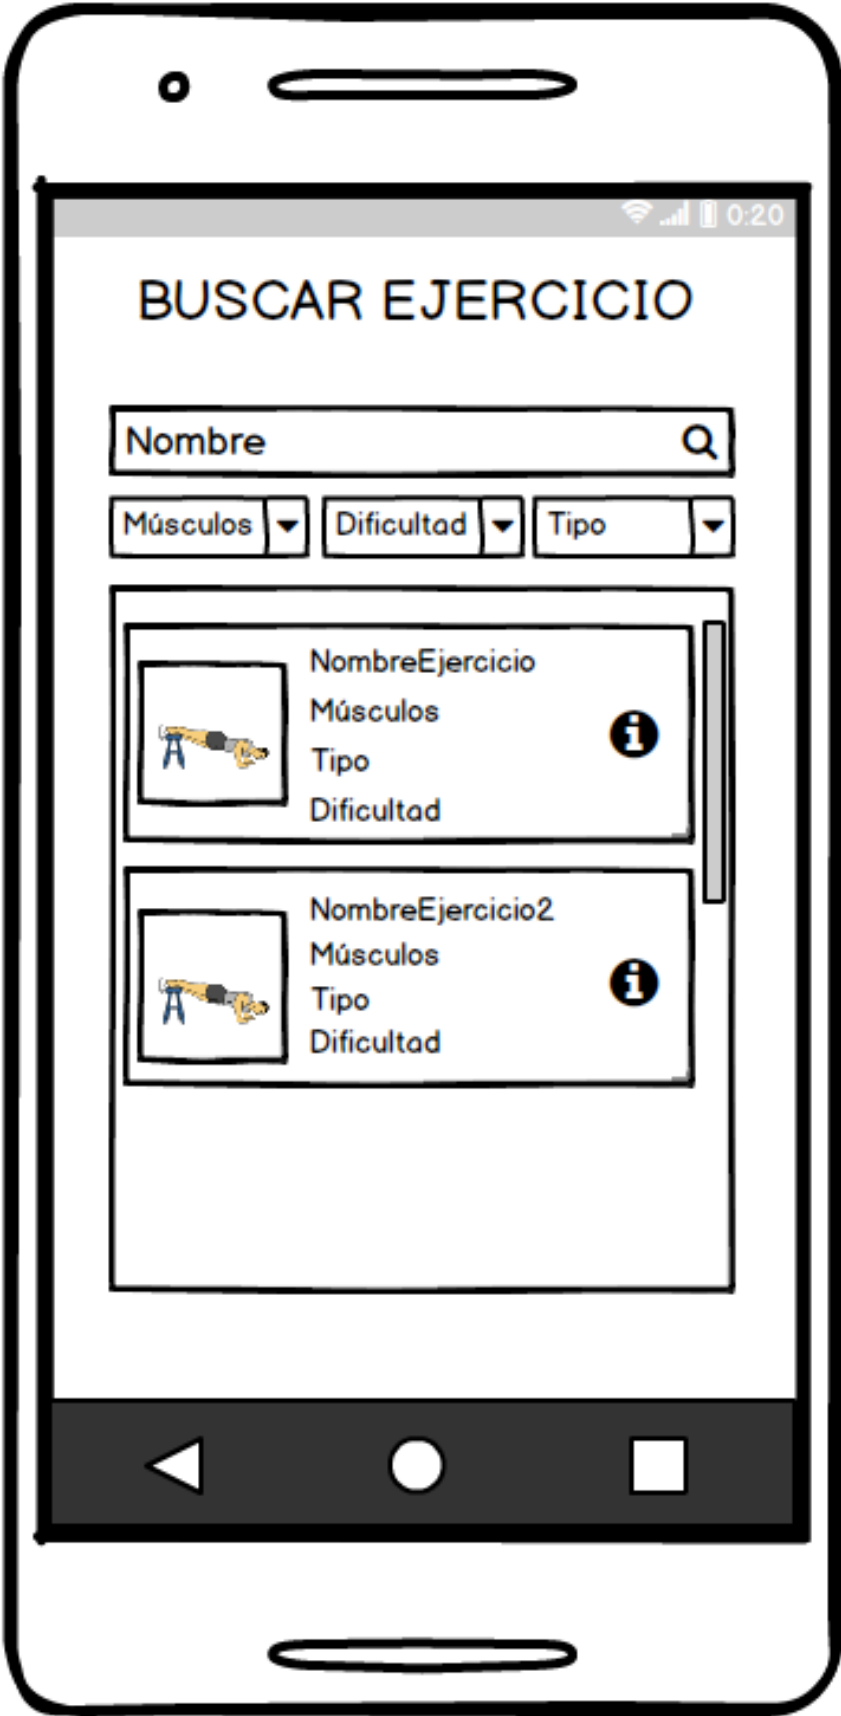 0:20
BUSCAR EJERCICIO
Nombre
Músculos
Dificultad
Tipo
NombreEjercicio
Músculos
Tipo
Dificultad
NombreEjercicio2
Músculos
Tipo
Dificultad